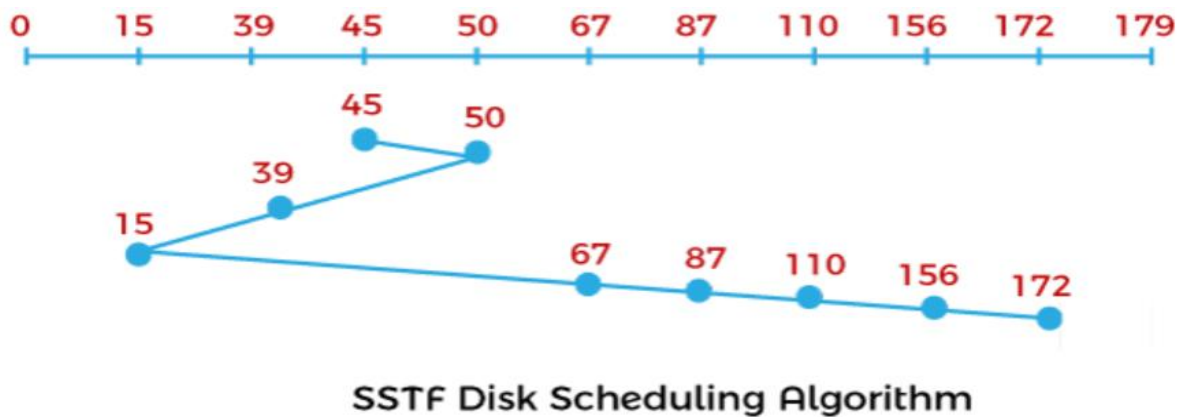 0 15 39 45 50 67 87 110 156 172 179
45 50
39
15
67 87 110 156 172
SSTF Disk Scheduling Algorithm